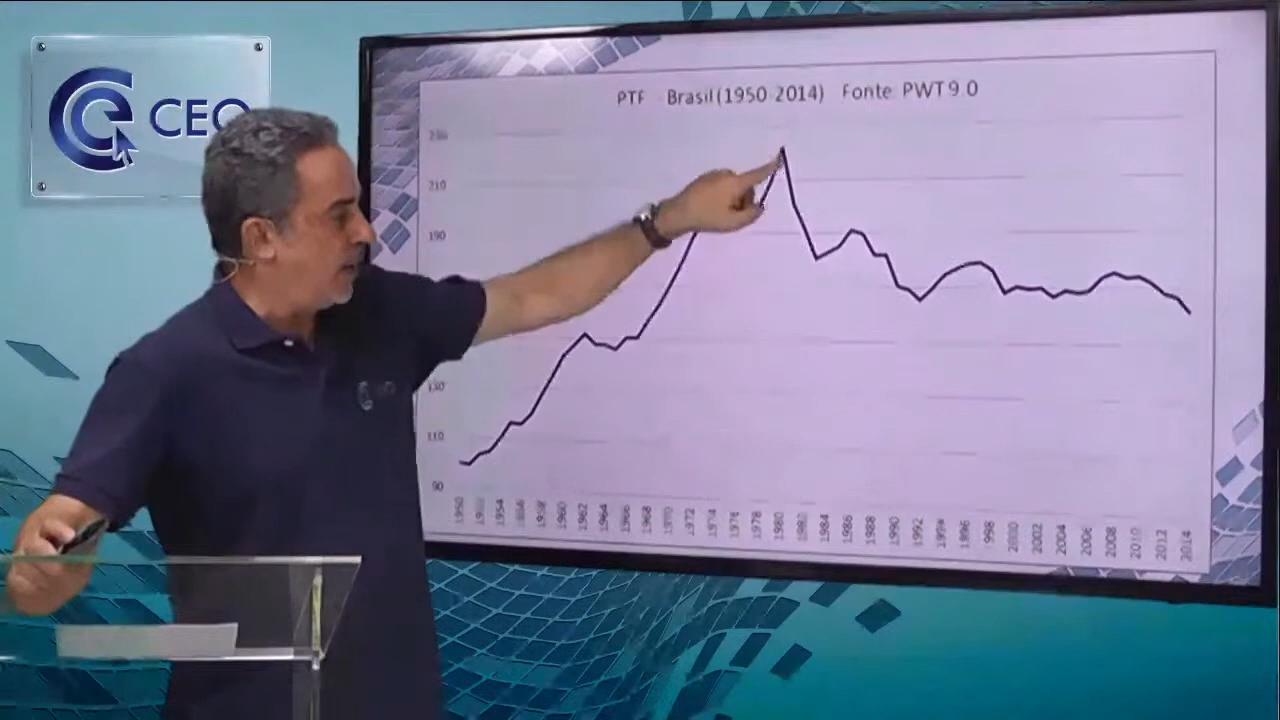 CEO
PTF Brasil (1950-2014) Fonte PWT 9.0
230
210
190
130
110
90
1950 1952 1954 1956 1958 1960 1962 1964 1966 1968 1970 1972 1974 1976 1978 1980 1982 1984 1986 1988 1990 1992 1994 1996 1998 2000 2002 2004 2006 2008 2010 2012 2014